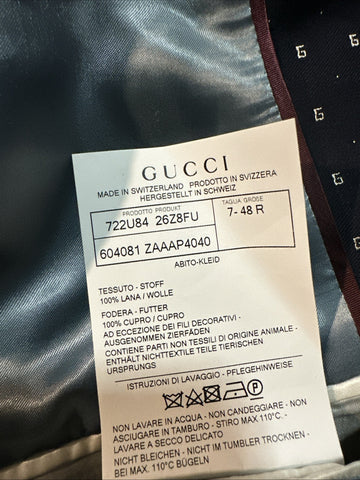 GUCCI
MADE IN SWITZERLAND PRODOTTO IN SVIZZERA
HERGESTELLT IN SCHWEIZ
PRODOTTO PRODUKT
722U84 26Z8FU
604081 ZAAAP4040
TAGLIA GRÖSE
7- 48 R
ABITO-KLEID
TESSUTO - STOFF
100% LANA / WOLLE
FODERA - FUTTER
100% CUPRO / CUPRO
AD ECCEZIONE DEI FILI DECORATIVI -
AUSGENOMMEN ZIERFÄDEN
CONTIENE PARTI NON TESSILI DI ORIGINE ANIMALE -
ENTHÄLT NICHTTEXTILE TEILE TIERISCHEN
URSPRUNGS
ISTRUZIONI DI LAVAGGIO - PFLEGEHINWEISE
P
NON LAVARE IN ACQUA - NON CANDEGGIARE - NON
ASCIUGARE IN TAMBURO - STIRO MAX 110°C -
LAVARE A SECCO DELICATO
NICHT BLEICHEN - NICHT IM TUMBLER TROCKNEN -
BEI MAX. 110°C BÜGELN
G
G
G
G
G